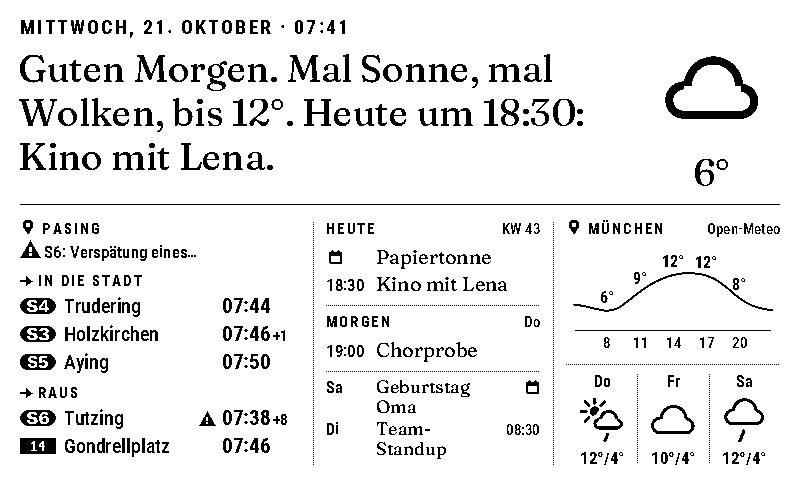 MITTWOCH, 21. OKTOBER · 07:41
Guten Morgen. Mal Sonne, mal
Wolken, bis 12°. Heute um 18:30:
Kino mit Lena.
6°
PASING
S6: Verspätung eines…
IN DIE STADT
S4 Trudering 07:44
S3 Holzkirchen 07:46 +1
S5 Aying 07:50
RAUS
S6 Tutzing 07:38 +8
14 Gondrellplatz 07:46
HEUTE KW 43
Papiertonne
18:30 Kino mit Lena
MORGEN Do
19:00 Chorprobe
Sa Geburtstag
Oma
Di Team- 08:30
Standup
MÜNCHEN Open-Meteo
6° 9° 12° 12° 8°
8 11 14 17 20
Do Fr Sa
12°/4° 10°/4° 12°/4°